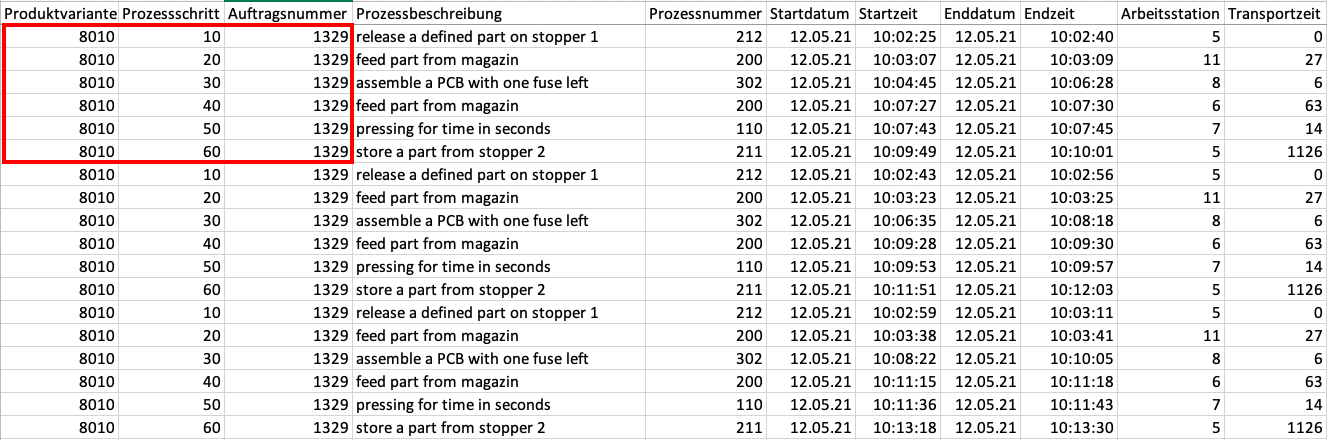 Produktvariante Prozessschritt Auftragsnummer Prozessbeschreibung Prozessnummer Startdatum Startzeit Enddatum Endzeit Arbeitsstation Transportzeit
8010 10 1329 release a defined part on stopper 1 212 12.05.21 10:02:25 12.05.21 10:02:40 5 0
8010 20 1329 feed part from magazin 200 12.05.21 10:03:07 12.05.21 10:03:09 11 27
8010 30 1329 assemble a PCB with one fuse left 302 12.05.21 10:04:45 12.05.21 10:06:28 8 6
8010 40 1329 feed part from magazin 200 12.05.21 10:07:27 12.05.21 10:07:30 6 63
8010 50 1329 pressing for time in seconds 110 12.05.21 10:07:43 12.05.21 10:07:45 7 14
8010 60 1329 store a part from stopper 2 211 12.05.21 10:09:49 12.05.21 10:10:01 5 1126
8010 10 1329 release a defined part on stopper 1 212 12.05.21 10:02:43 12.05.21 10:02:56 5 0
8010 20 1329 feed part from magazin 200 12.05.21 10:03:23 12.05.21 10:03:25 11 27
8010 30 1329 assemble a PCB with one fuse left 302 12.05.21 10:06:35 12.05.21 10:08:18 8 6
8010 40 1329 feed part from magazin 200 12.05.21 10:09:28 12.05.21 10:09:30 6 63
8010 50 1329 pressing for time in seconds 110 12.05.21 10:09:53 12.05.21 10:09:57 7 14
8010 60 1329 store a part from stopper 2 211 12.05.21 10:11:51 12.05.21 10:12:03 5 1126
8010 10 1329 release a defined part on stopper 1 212 12.05.21 10:02:59 12.05.21 10:03:11 5 0
8010 20 1329 feed part from magazin 200 12.05.21 10:03:38 12.05.21 10:03:41 11 27
8010 30 1329 assemble a PCB with one fuse left 302 12.05.21 10:08:22 12.05.21 10:10:05 8 6
8010 40 1329 feed part from magazin 200 12.05.21 10:11:15 12.05.21 10:11:18 6 63
8010 50 1329 pressing for time in seconds 110 12.05.21 10:11:36 12.05.21 10:11:43 7 14
8010 60 1329 store a part from stopper 2 211 12.05.21 10:13:18 12.05.21 10:13:30 5 1126